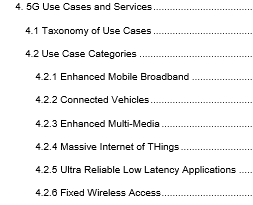 4. 5G Use Cases and Services....................................
4.1 Taxonomy of Use Cases ....................................
4.2 Use Case Categories ........................................
4.2.1 Enhanced Mobile Broadband ......................
4.2.2 Connected Vehicles.....................................
4.2.3 Enhanced Multi-Media .................................
4.2.4 Massive Internet of THings ..........................
4.2.5 Ultra Reliable Low Latency Applications .....
4.2.6 Fixed Wireless Access.................................